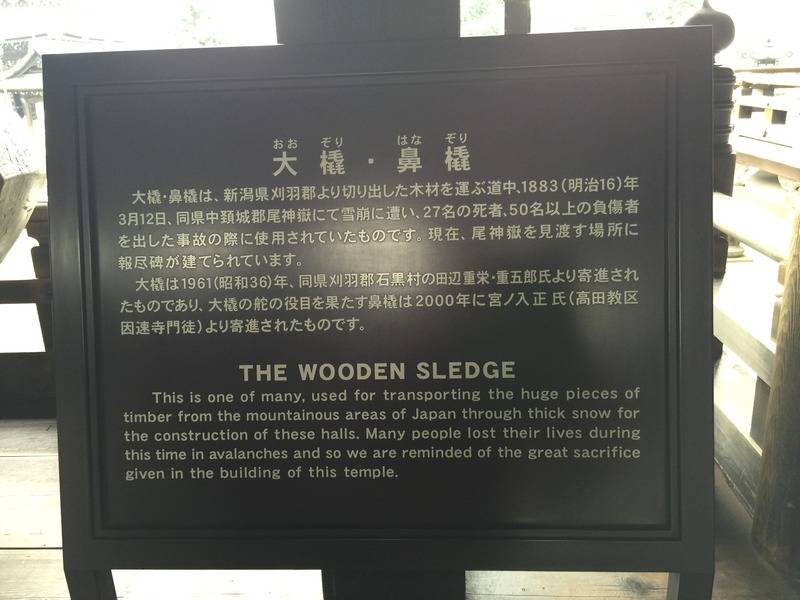 おお ぞり はな ぞり
大橇・鼻橇
大橇・鼻橇は、新潟県刈羽郡より切り出した木材を運ぶ道中、1883(明治16)年
3月12日、同県中頚城郡尾神嶽にて雪崩に遭い、27名の死者、50名以上の負傷者
を出した事故の際に使用されていたものです。現在、尾神嶽を見渡す場所に
報尽碑が建てられています。
大橇は1961(昭和36)年、同県刈羽郡石黒村の田辺重栄・重五郎氏より寄進され
たものであり、大橇の舵の役目を果たす鼻橇は2000年に宮ノ入正氏(高田教区
因速寺門徒)より寄進されたものです。
THE WOODEN SLEDGE
This is one of many, used for transporting the huge pieces of
timber from the mountainous areas of Japan through thick snow for
the construction of these halls. Many people lost their lives during
this time in avalanches and so we are reminded of the great sacrifice
given in the building of this temple.